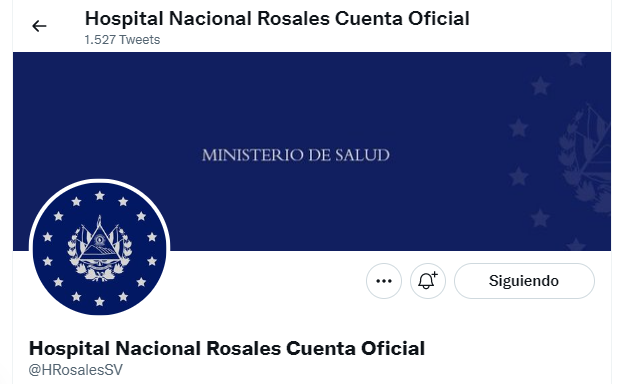 Hospital Nacional Rosales Cuenta Oficial
1.527 Tweets
MINISTERIO DE SALUD
Siguiendo
Hospital Nacional Rosales Cuenta Oficial
@HRosalesSV